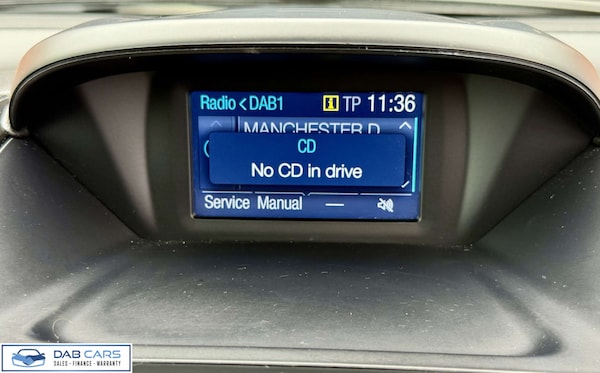 Radio < DAB1 i TP 11:36
MANCHESTER D
CD
No CD in drive
Service Manual —
DAB CARS
SALES - FINANCE - WARRANTY